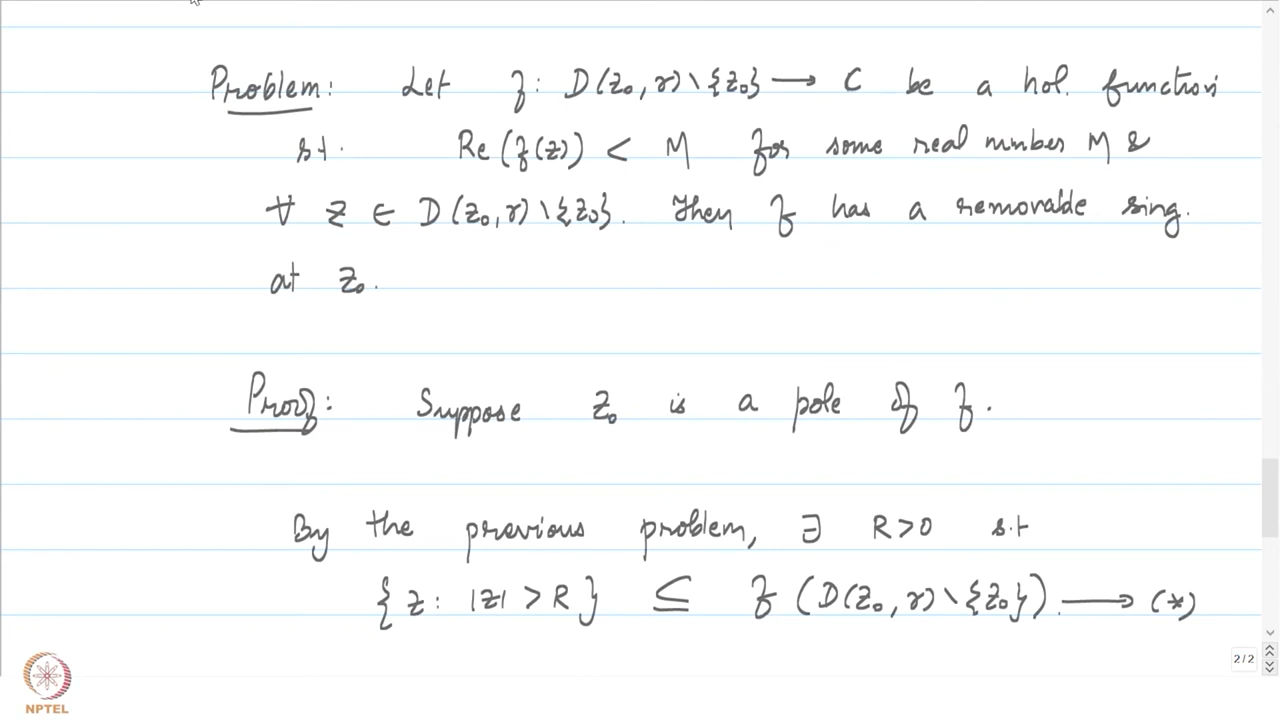 Problem: Let f: D(z₀, r) \ {z₀} ⟶ C be a hol. function
s.t. Re(f(z)) < M for some real number M &
∀ z ∈ D(z₀, r) \ {z₀}. Then f has a removable sing.
at z₀.
Proof: Suppose z₀ is a pole of f.
By the previous problem, ∃ R>0 s.t
{z: |z| > R} ⊆ f (D(z₀, r) \ {z₀}) ⟶ (*)
2/2
NPTEL